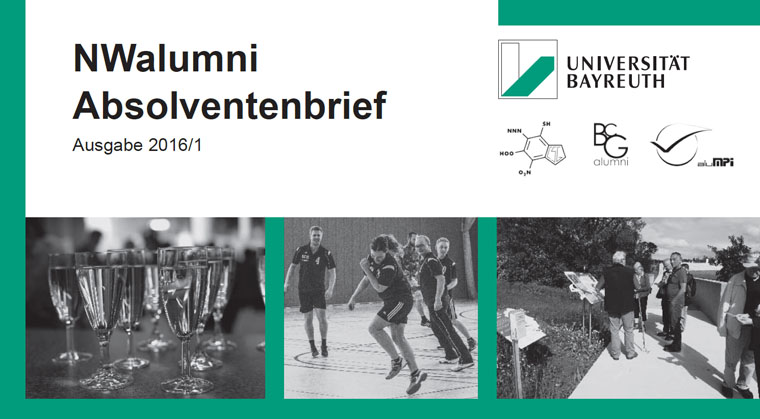 NWalumni
Absolventenbrief
Ausgabe 2016/1
UNIVERSITÄT
BAYREUTH
SH
NNN
HOO
O₂N
BCG
alumni
aluMPI